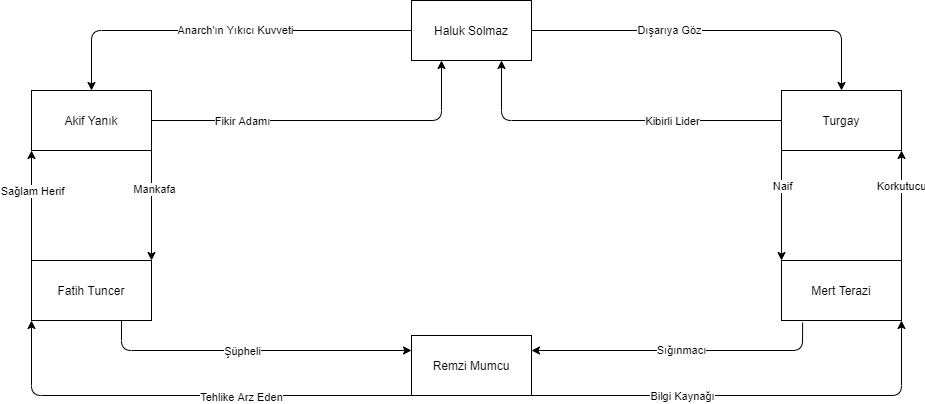 Anarch'ın Yıkıcı Kuvveti
Haluk Solmaz
Dışarıya Göz
Akif Yanık
Fikir Adamı
Kibirli Lider
Turgay
Sağlam Herif
Mankafa
Naif
Korkutucu
Fatih Tuncer
Mert Terazi
Şüpheli
Remzi Mumcu
Sığınmacı
Tehlike Arz Eden
Bilgi Kaynağı